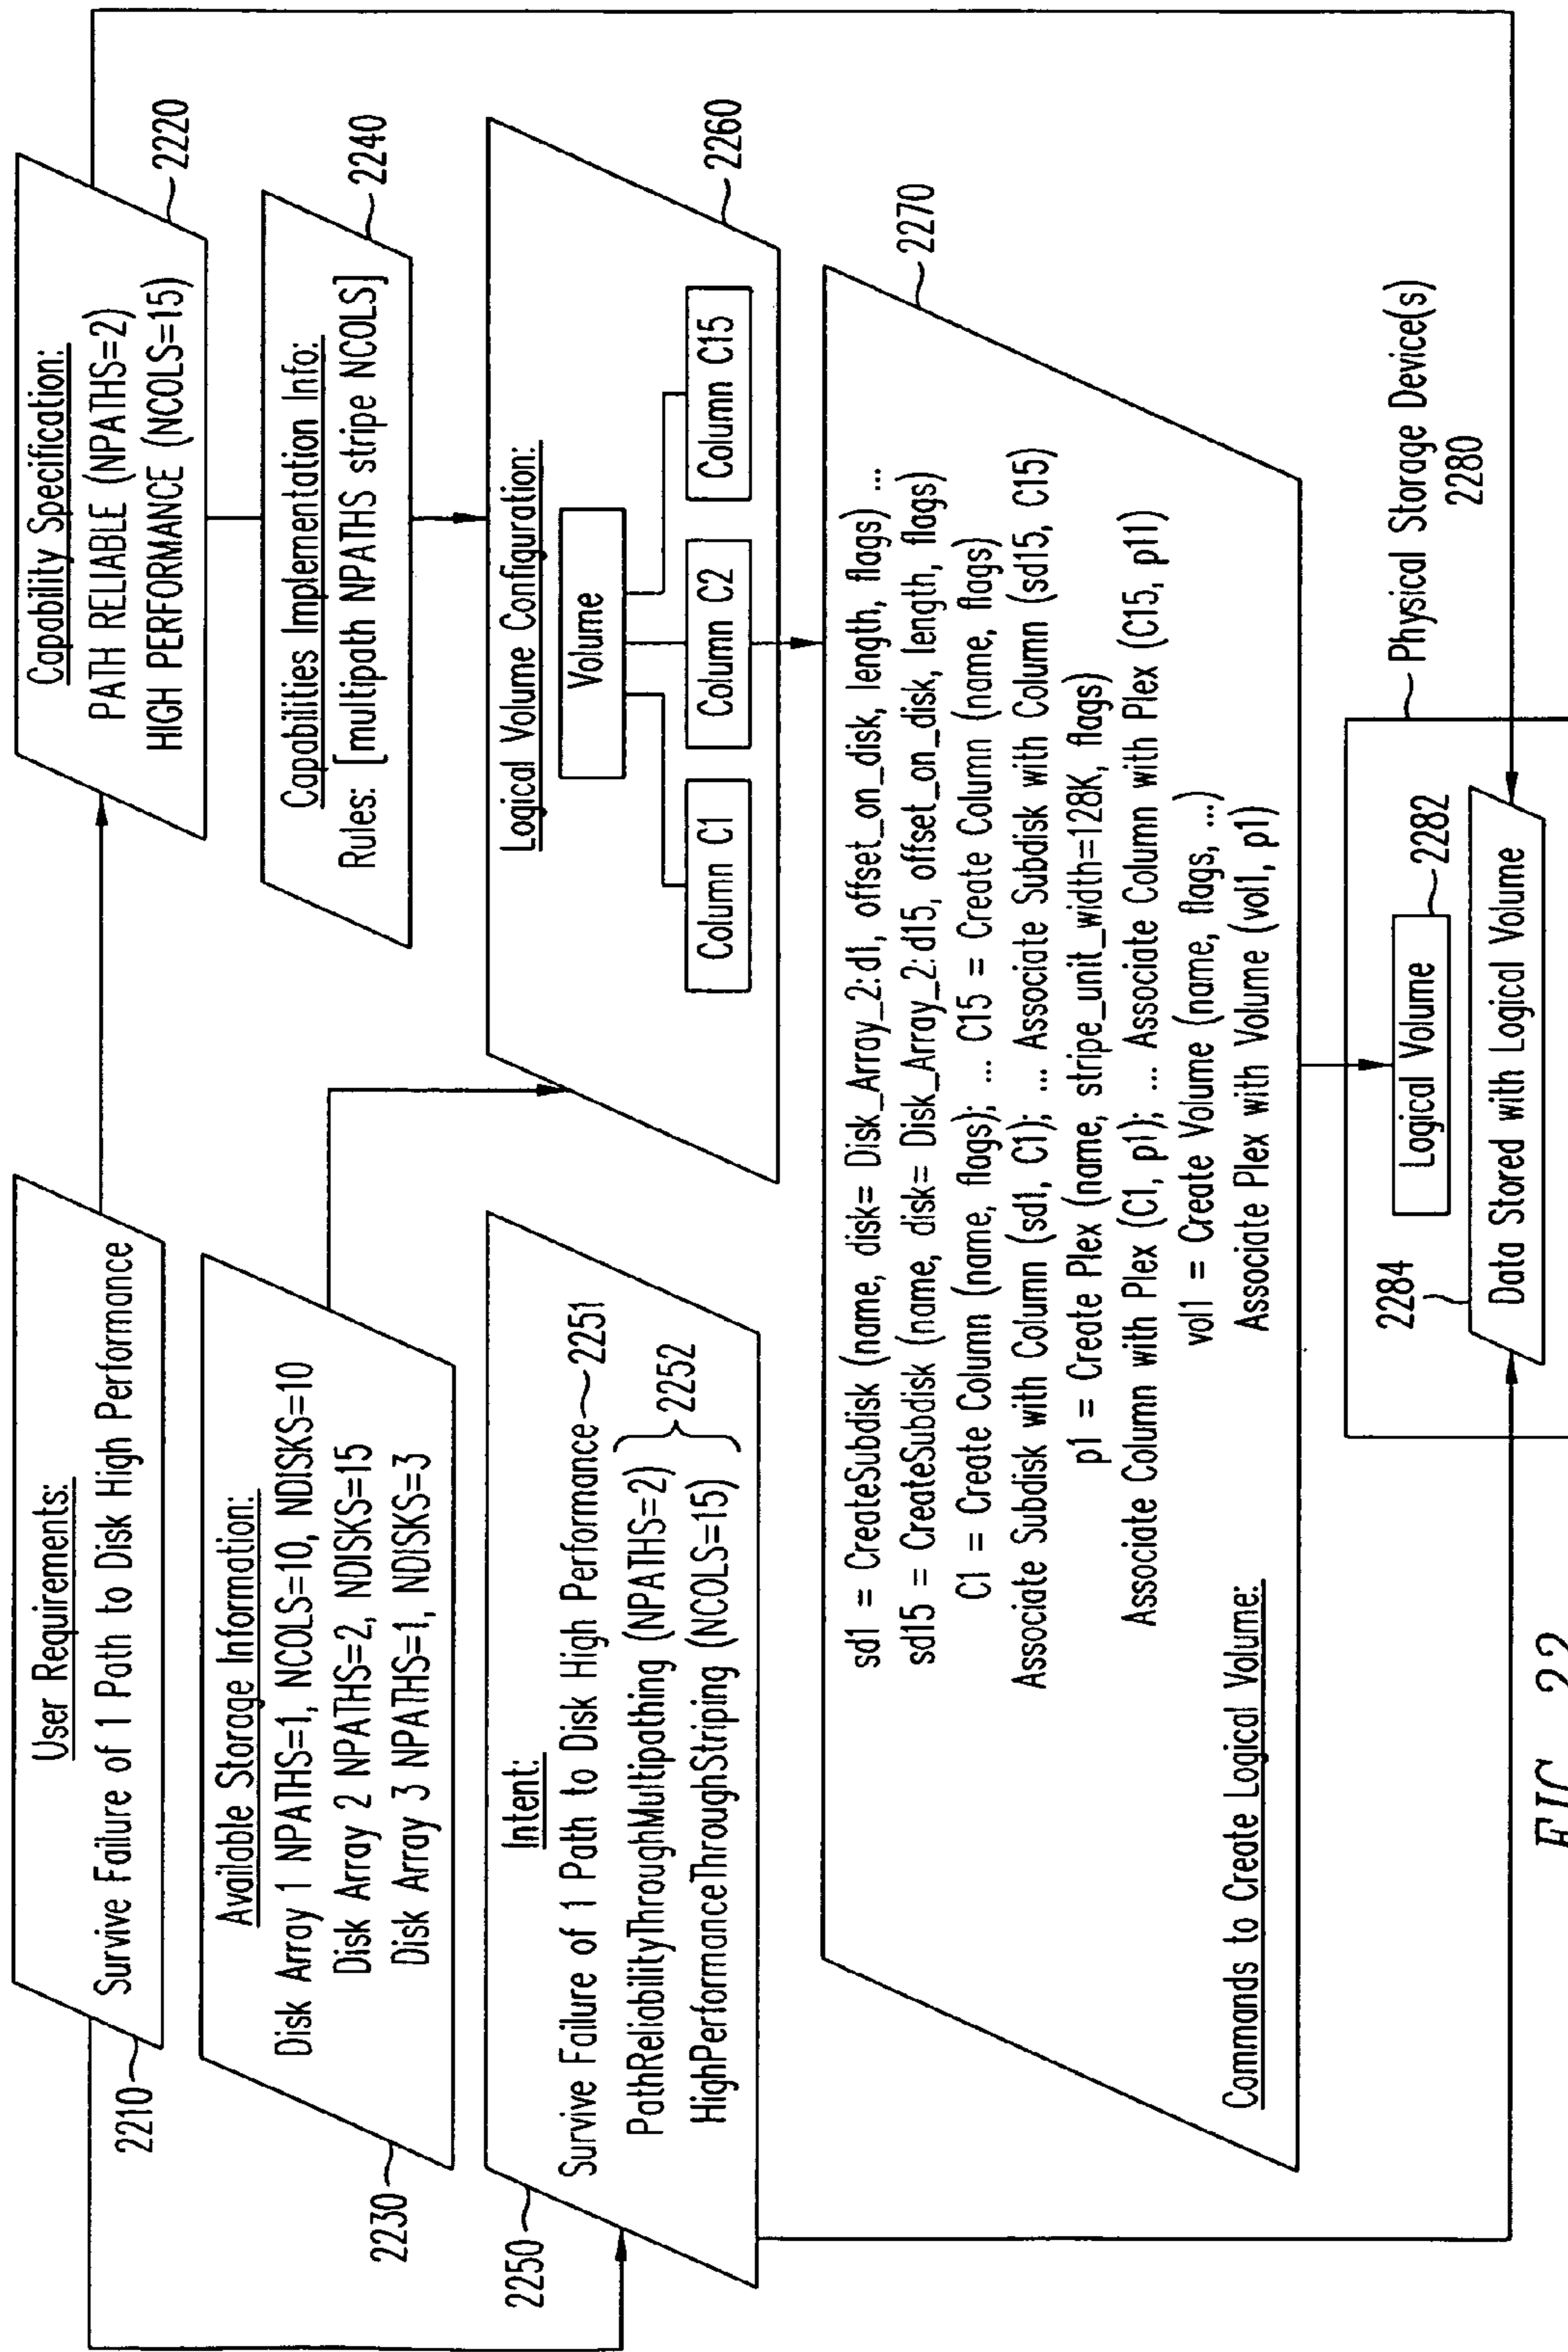 User Requirements:
Survive Failure of 1 Path to Disk High Performance
2210
Capability Specification:
PATH RELIABLE (NPATHS=2)
HIGH PERFORMANCE (NCOLS=15)
2220
Available Storage Information:
Disk Array 1 NPATHS=1, NCOLS=10, NDISKS=10
Disk Array 2 NPATHS=2, NDISKS=15
Disk Array 3 NPATHS=1, NDISKS=3
2230
Capabilities Implementation Info:
Rules: [multipath NPATHS stripe NCOLS]
2240
Intent:
Survive Failure of 1 Path to Disk High Performance
2251
PathReliabilityThroughMultipathing (NPATHS=2)
HighPerformanceThroughStriping (NCOLS=15)
2252
2250
Logical Volume Configuration:
Volume
Column C1
Column C2
Column C15
2260
sd1 = CreateSubdisk (name, disk= Disk_Array_2:d1, offset_on_disk, length, flags) ...
sd15 = CreateSubdisk (name, disk= Disk_Array_2:d15, offset_on_disk, length, flags)
C1 = Create Column (name, flags); ... C15 = Create Column (name, flags)
Associate Subdisk with Column (sd1, C1); ... Associate Subdisk with Column (sd15, C15)
p1 = Create Plex (name, stripe_unit_width=128K, flags)
Associate Column with Plex (C1, p1); ... Associate Column with Plex (C15, p11)
vol1 = Create Volume (name, flags, ...)
Associate Plex with Volume (vol1, p1)
Commands to Create Logical Volume:
2270
Physical Storage Device(s)
2280
Logical Volume
2282
2284
Data Stored with Logical Volume
FIG. 22